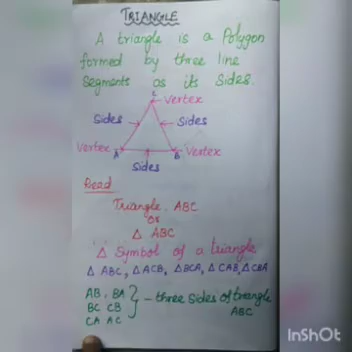 TRIANGLE
A triangle is a Polygon
formed by three line
Segments as its Sides.
C
Vertex
Sides
Sides
Vertex
A
B
Vertex
Sides
Read
Triangle ABC
or
Δ ABC
'Δ' Symbol of a triangle
Δ ABC, Δ ACB, Δ BCA, Δ CAB, Δ CBA
AB, BA
BC CB
CA AC
} - three Sides of triangle
ABC
InShOt